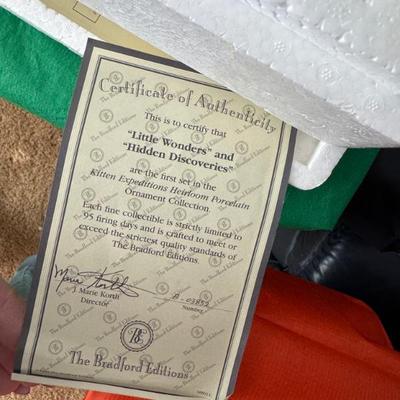 Certificate of Authenticity
This is to certify that
"Little Wonders" and
"Hidden Discoveries"
are the first set in the
Kitten Expeditions Heirloom Porcelain
Ornament Collection.
Each fine collectible is strictly limited to
95 firing days and is crafted to meet or
exceed the strictest quality standards of
The Bradford Editions.
J. Marie Korth
Director
Number
The Bradford Editions